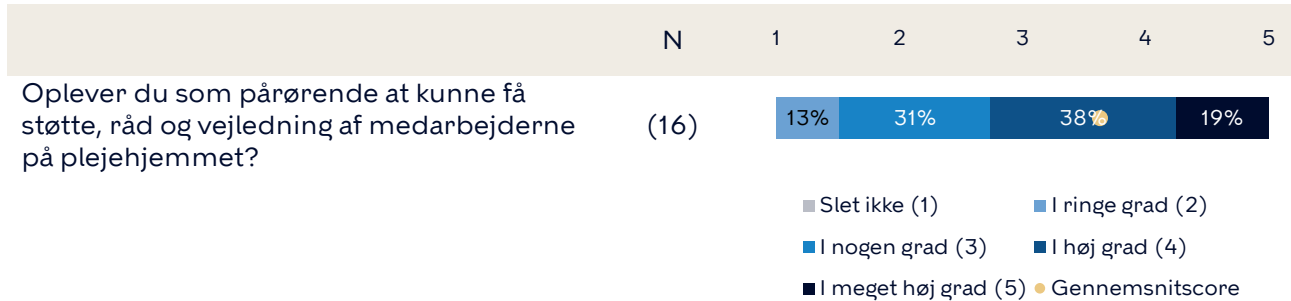 N 1 2 3 4 5
Oplever du som pårørende at kunne få
støtte, råd og vejledning af medarbejderne
på plejehjemmet?
(16)
13% 31% 38% 19%
Slet ikke (1) I ringe grad (2)
I nogen grad (3) I høj grad (4)
I meget høj grad (5) Gennemsnitscore